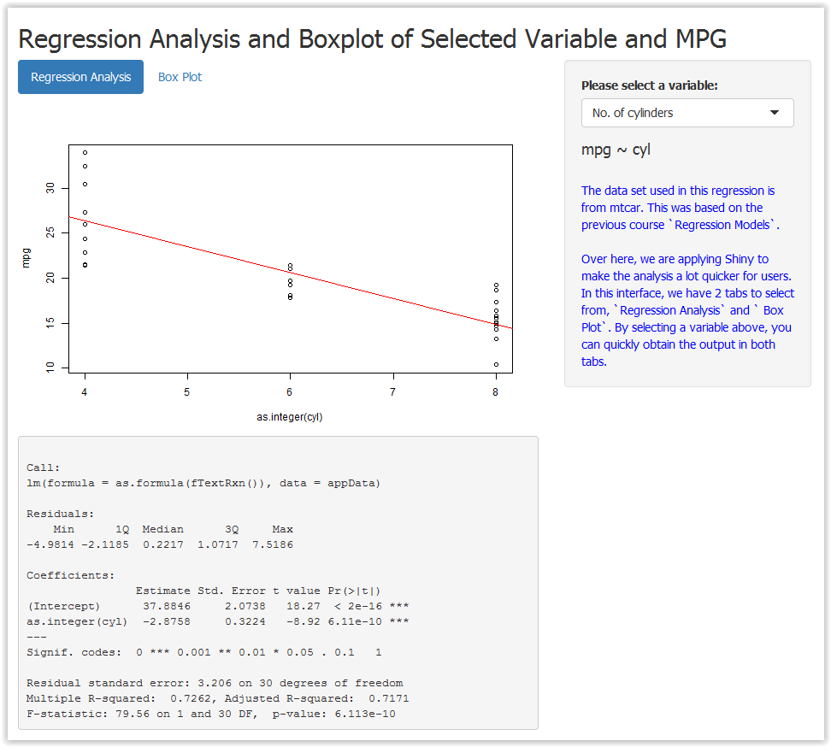 Regression Analysis and Boxplot of Selected Variable and MPG
Regression Analysis
Box Plot
mpg
30
25
20
15
10
4
5
6
7
8
as.integer(cyl)
Call:
lm(formula = as.formula(fTextRxn()), data = appData)
Residuals:
Min 1Q Median 3Q Max
-4.9814 -2.1185 0.2217 1.0717 7.5186
Coefficients:
Estimate Std. Error t value Pr(>|t|)
(Intercept) 37.8846 2.0738 18.27 < 2e-16 ***
as.integer(cyl) -2.8758 0.3224 -8.92 6.11e-10 ***
---
Signif. codes: 0 *** 0.001 ** 0.01 * 0.05 . 0.1 1
Residual standard error: 3.206 on 30 degrees of freedom
Multiple R-squared: 0.7262, Adjusted R-squared: 0.7171
F-statistic: 79.56 on 1 and 30 DF, p-value: 6.113e-10
Please select a variable:
No. of cylinders
mpg ~ cyl
The data set used in this regression is
from mtcar. This was based on the
previous course `Regression Models`.
Over here, we are applying Shiny to
make the analysis a lot quicker for users.
In this interface, we have 2 tabs to select
from, `Regression Analysis` and ` Box
Plot`. By selecting a variable above, you
can quickly obtain the output in both
tabs.